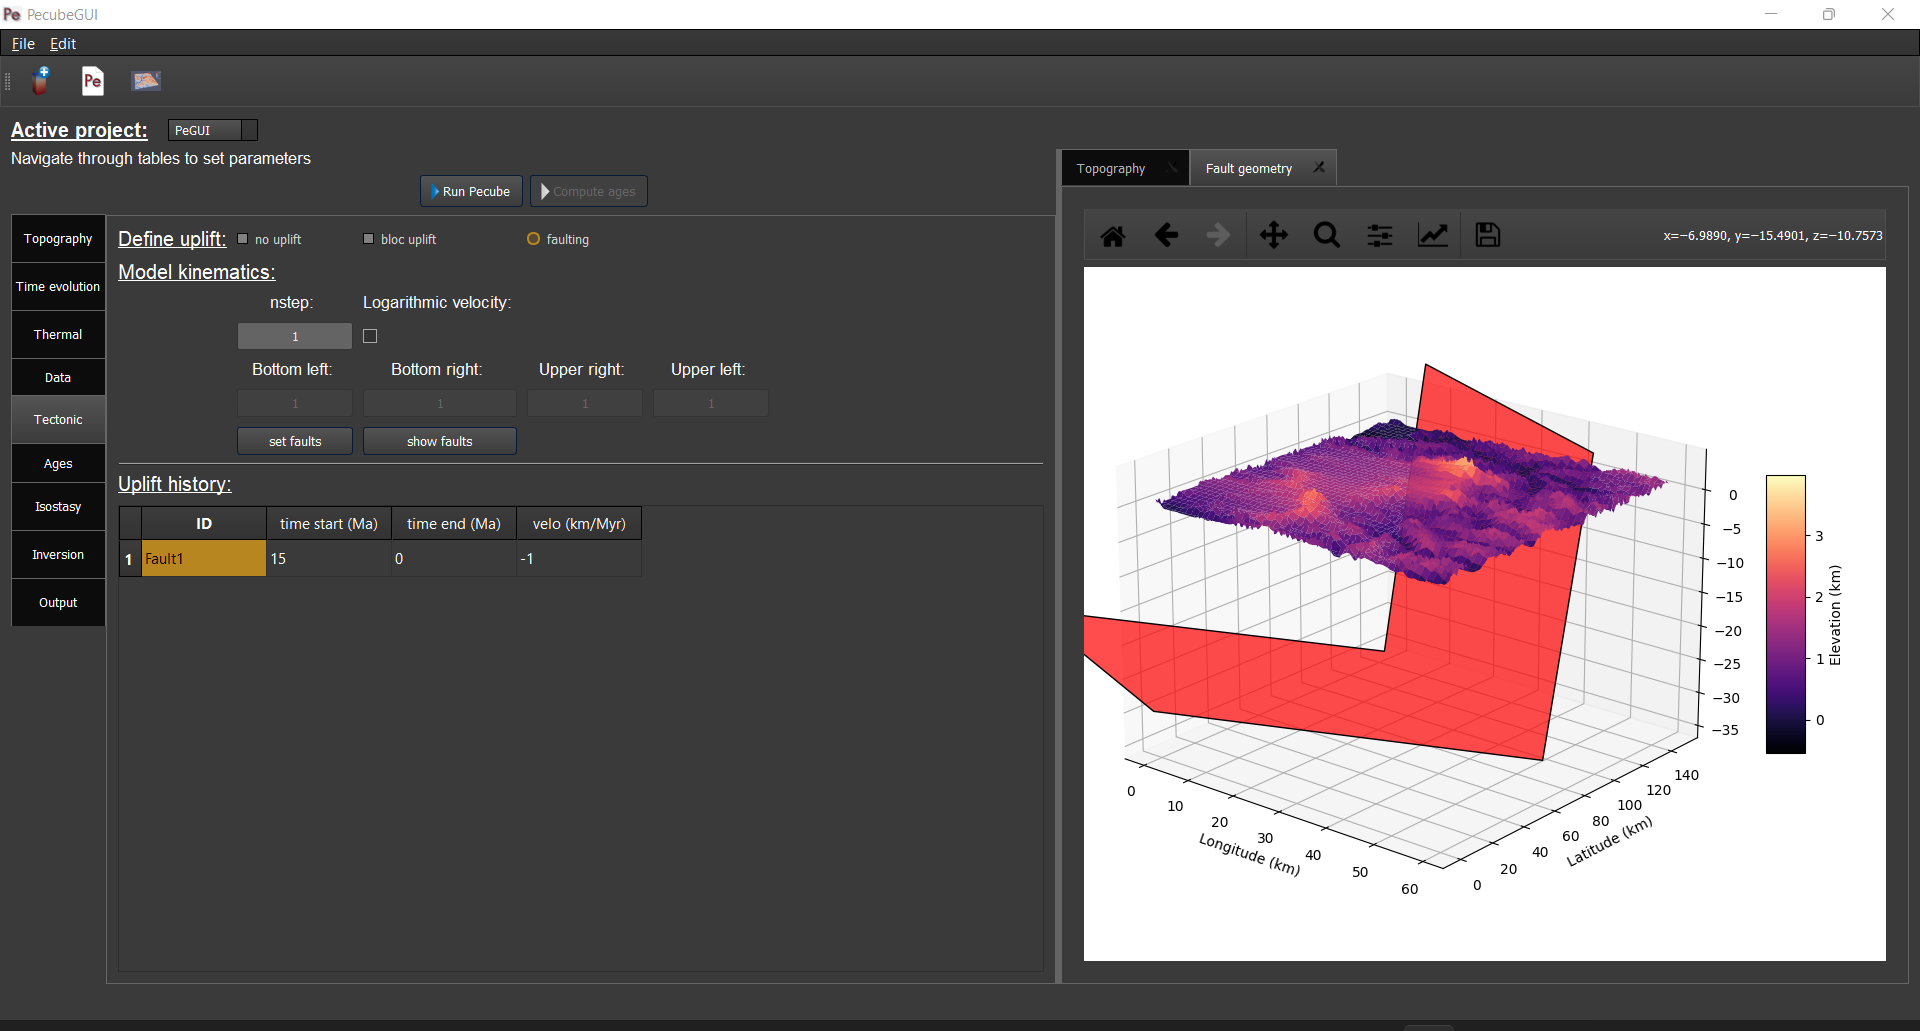 Pe PecubeGUI
File Edit
Pe
Active project: PeGUI
Navigate through tables to set parameters
Run Pecube Compute ages
Topography
Time evolution
Thermal
Data
Tectonic
Ages
Isostasy
Inversion
Output
Define uplift: no uplift bloc uplift faulting
Model kinematics:
nstep: Logarithmic velocity:
1
Bottom left: Bottom right: Upper right: Upper left:
1 1 1 1
set faults show faults
Uplift history:
ID time start (Ma) time end (Ma) velo (km/Myr)
1 Fault1 15 0 -1
Topography Fault geometry
x=−6.9890, y=−15.4901, z=−10.7573
0
−5
−10
−15
−20
−25
−30
−35
3
2
1
0
Elevation (km)
0 10 20 30 40 50 60
Longitude (km)
0 20 40 60 80 100 120 140
Latitude (km)